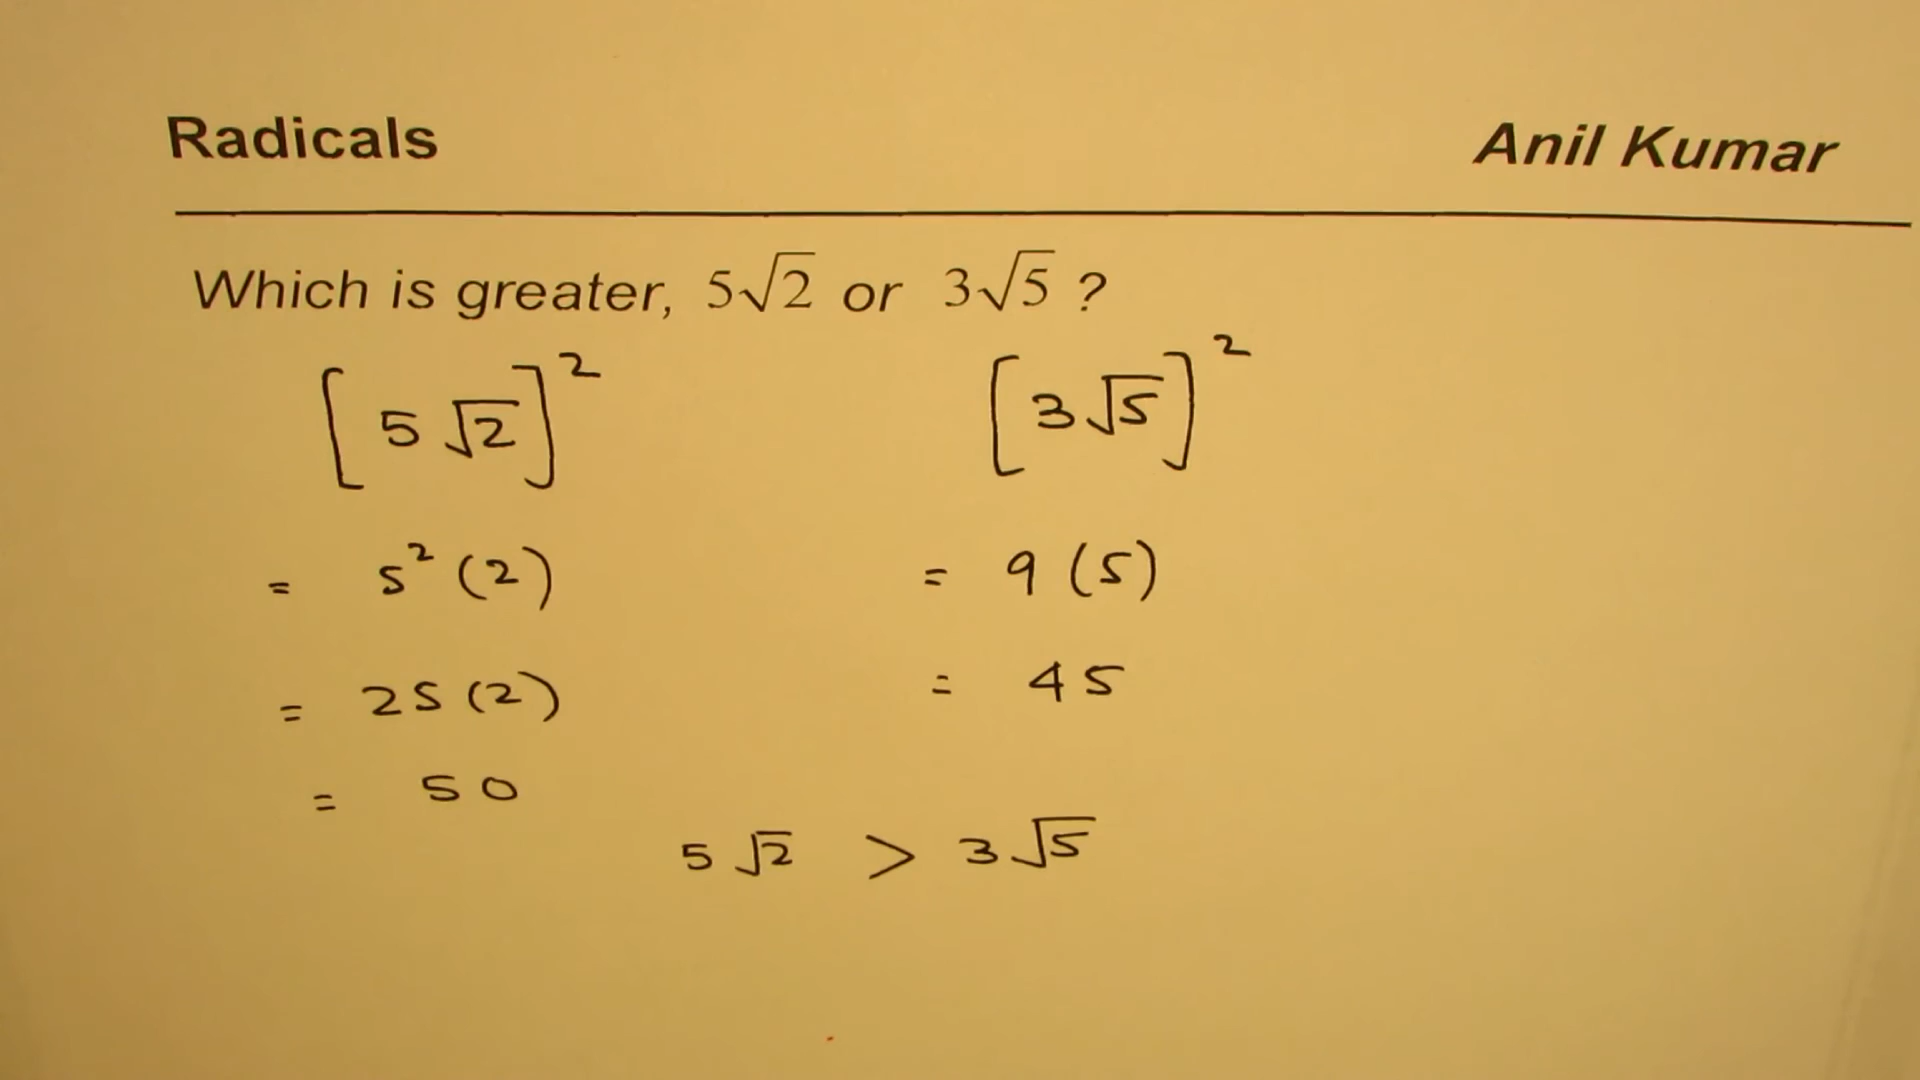 Radicals Anil Kumar
Which is greater, 5√2 or 3√5 ?
[5√2]² [3√5]²
= 5²(2) = 9(5)
= 25(2) = 45
= 50
5√2 > 3√5